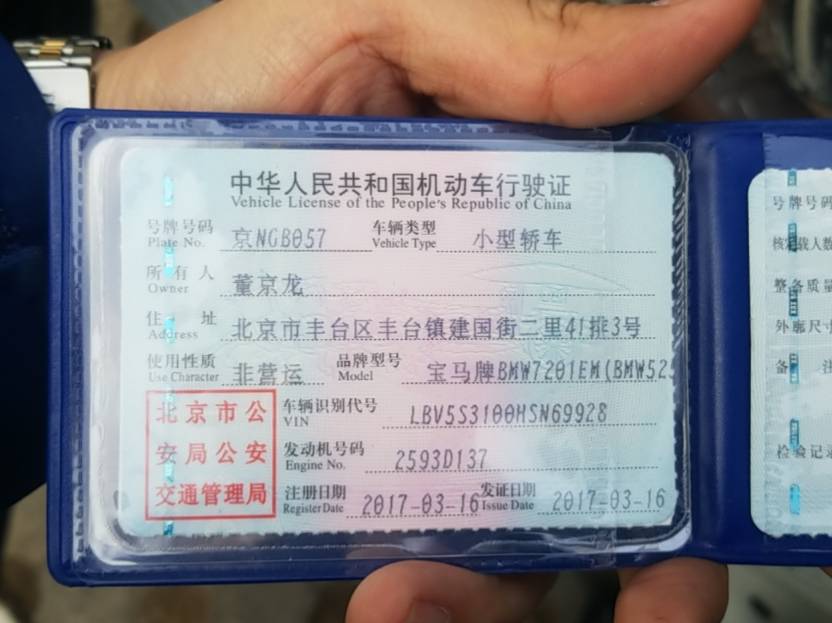 中华人民共和国机动车行驶证
Vehicle License of the People's Republic of China
号牌号码 京NGB057 车辆类型 小型轿车
Plate No. Vehicle Type
所有人 董京龙
Owner
住址 北京市丰台区丰台镇建国街二里41排3号
Address
使用性质 非营运 品牌型号 宝马牌BMW7201EM(BMW525
Use Character Model
北京市公
安局公安
交通管理局
车辆识别代号 LBV5S3100HSN69928
VIN
发动机号码 2593D137
Engine No.
注册日期 2017-03-16 发证日期 2017-03-16
Register Date Issue Date
号牌号码
核定载人数
整备质量
外廓尺寸
备注
检验记录